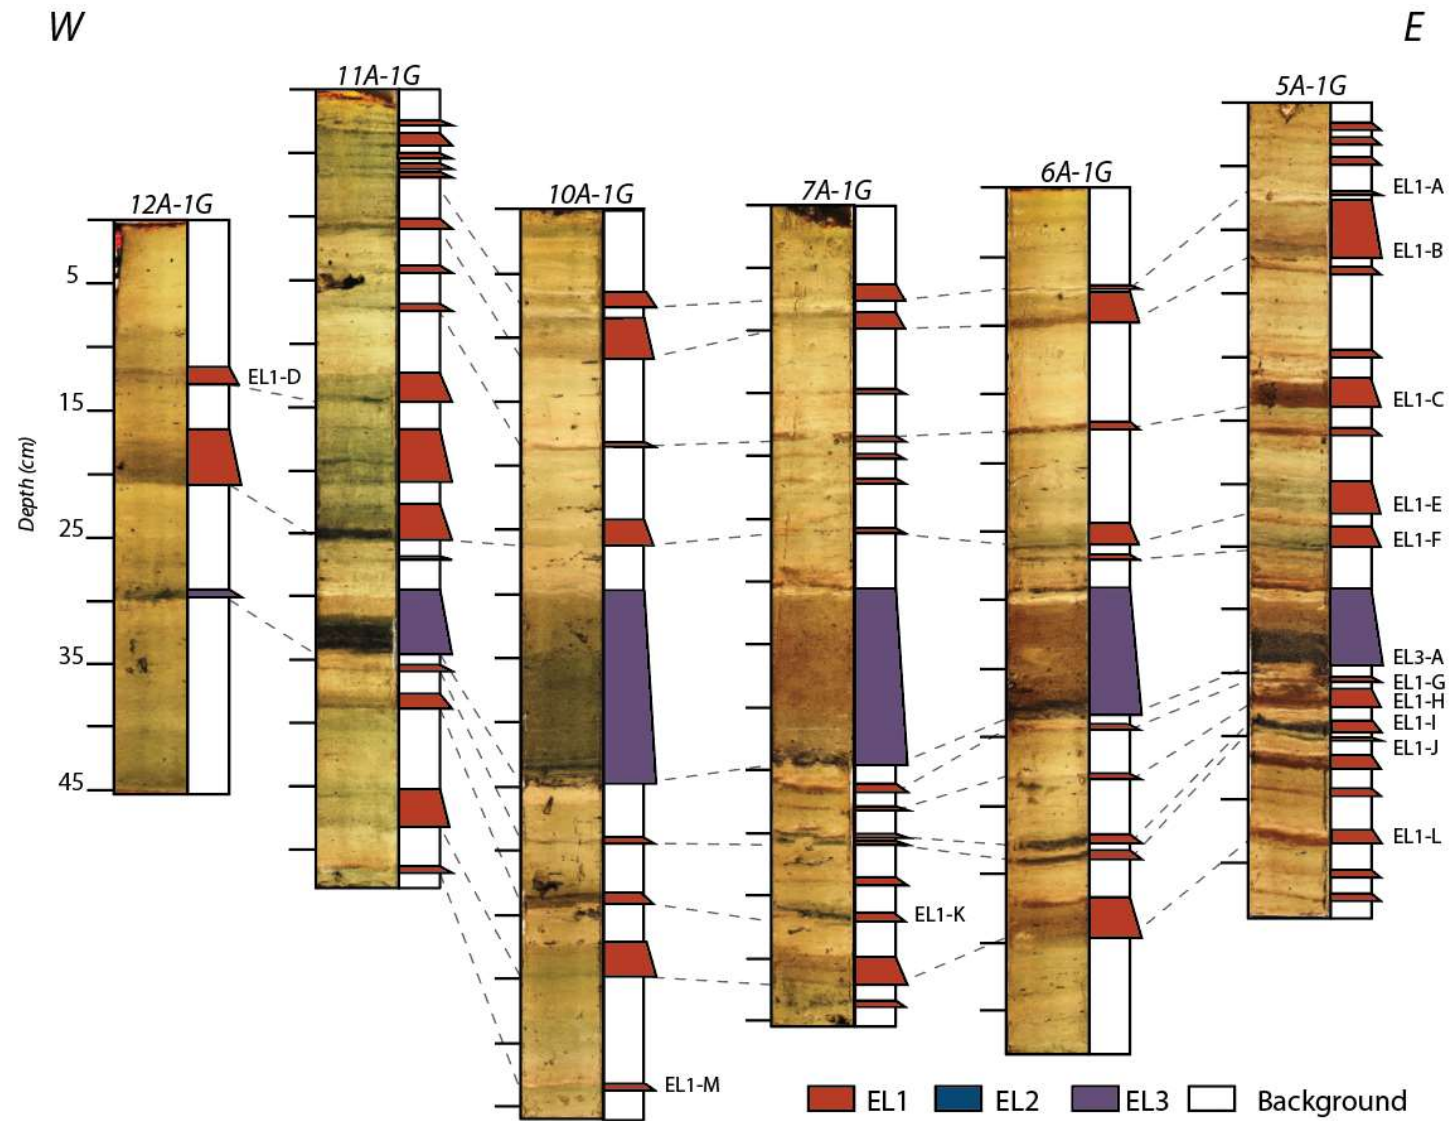 W
E
11A-1G
5A-1G
6A-1G
7A-1G
10A-1G
12A-1G
EL1-A
EL1-B
5
EL1-D
EL1-C
15
Depth (cm)
EL1-E
25
EL1-F
35
EL3-A
EL1-G
EL1-H
EL1-I
EL1-J
45
EL1-L
EL1-K
EL1-M
EL1 EL2 EL3 Background